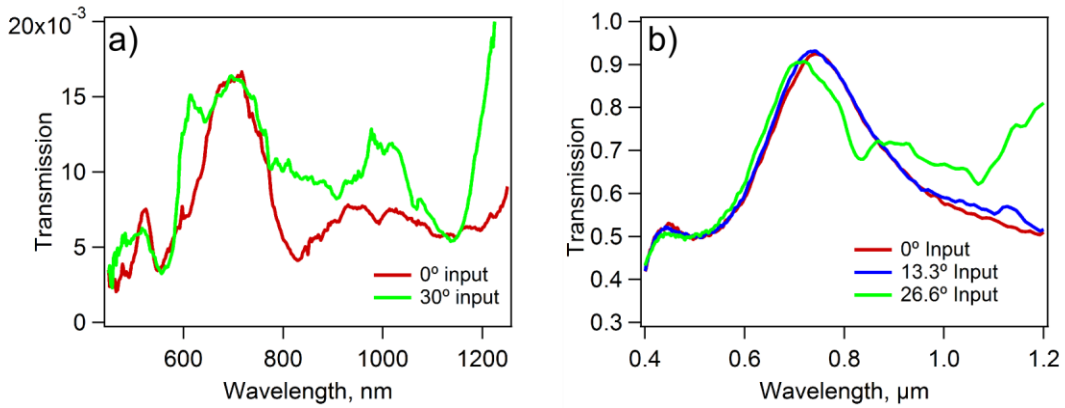 a)
20x10-3
15
10
5
0
Transmission
600
800
1000
1200
Wavelength, nm
0º input
30º input
b)
1.0
0.9
0.8
0.7
0.6
0.5
0.4
0.3
Transmission
0.4
0.6
0.8
1.0
1.2
Wavelength, µm
0º Input
13.3º Input
26.6º Input